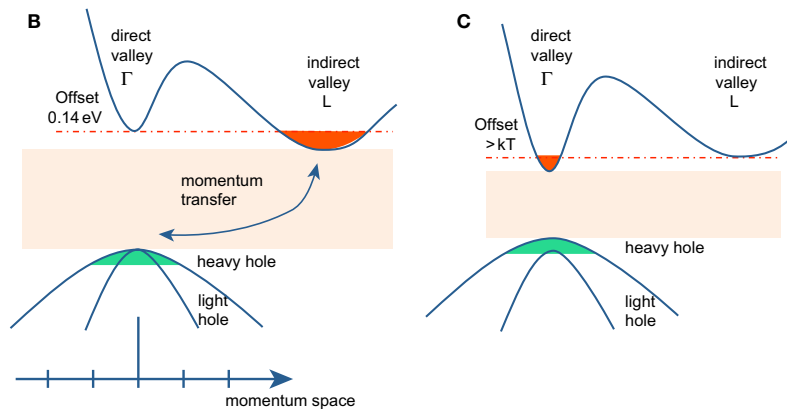 B
direct
valley
Γ
indirect
valley
L
Offset
0.14 eV
momentum
transfer
heavy hole
light
hole
momentum space
C
direct
valley
Γ
indirect
valley
L
Offset
>kT
heavy hole
light
hole